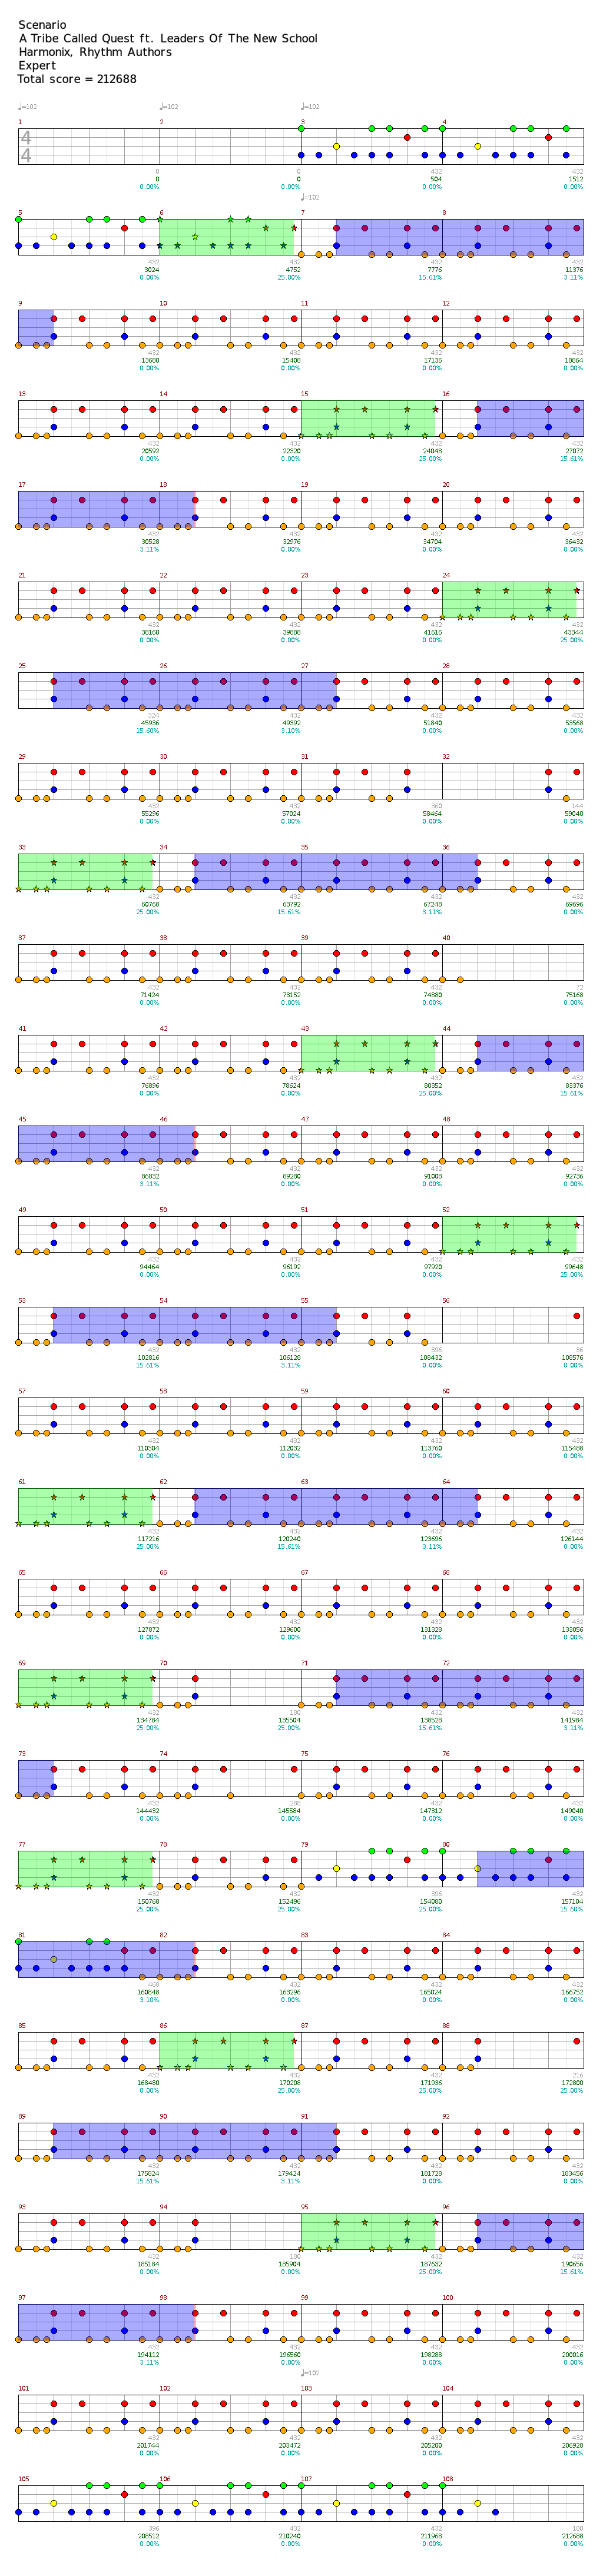 Scenario
A Tribe Called Quest ft. Leaders Of The New School
Harmonix, Rhythm Authors
Expert
Total score = 212688
♩=102 ♩=102 ♩=102
1 2 3 4
4
4
0 432 432
0 504 1512
0.00% 0.00% 0.00%
♩=102
5 6 7 8
432 432 432 432
3024 4752 7776 11376
0.00% 25.00% 15.61% 3.11%
9 10 11 12
432 432 432 432
13680 15408 17136 18864
0.00% 0.00% 0.00% 0.00%
13 14 15 16
432 432 432 432
20592 22320 24048 27072
0.00% 0.00% 25.00% 15.61%
17 18 19 20
432 432 432 432
30528 32976 34704 36432
3.11% 0.00% 0.00% 0.00%
21 22 23 24
432 432 432 432
38160 39888 41616 43344
0.00% 0.00% 0.00% 25.00%
25 26 27 28
324 432 432 432
45936 49392 51840 53568
15.60% 3.10% 0.00% 0.00%
29 30 31 32
432 432 360 144
55296 57024 58464 59040
0.00% 0.00% 0.00% 0.00%
33 34 35 36
432 432 432 432
60768 63792 67248 69696
25.00% 15.61% 3.11% 0.00%
37 38 39 40
432 432 432 72
71424 73152 74880 75168
0.00% 0.00% 0.00% 0.00%
41 42 43 44
432 432 432 432
76896 78624 80352 83376
0.00% 0.00% 25.00% 15.61%
45 46 47 48
432 432 432 432
86832 89280 91008 92736
3.11% 0.00% 0.00% 0.00%
49 50 51 52
432 432 432 432
94464 96192 97920 99648
0.00% 0.00% 0.00% 25.00%
53 54 55 56
432 432 396 36
102816 106128 108432 108576
15.61% 3.11% 0.00% 0.00%
57 58 59 60
432 432 432 432
110304 112032 113760 115488
0.00% 0.00% 0.00% 0.00%
61 62 63 64
432 432 432 432
117216 120240 123696 126144
25.00% 15.61% 3.11% 0.00%
65 66 67 68
432 432 432 432
127872 129600 131328 133056
0.00% 0.00% 0.00% 0.00%
69 70 71 72
432 180 432 432
134784 135504 138528 141984
25.00% 25.00% 15.61% 3.11%
73 74 75 76
432 288 432 432
144432 145584 147312 149040
0.00% 0.00% 0.00% 0.00%
77 78 79 80
432 432 396 432
150768 152496 154080 157104
25.00% 25.00% 25.00% 15.60%
81 82 83 84
468 432 432 432
160848 163296 165024 166752
3.10% 0.00% 0.00% 0.00%
85 86 87 88
432 432 432 216
168480 170208 171936 172800
0.00% 25.00% 25.00% 25.00%
89 90 91 92
432 432 432 432
175824 179424 181728 183456
15.61% 3.11% 0.00% 0.00%
93 94 95 96
432 180 432 432
185184 185904 187632 190656
0.00% 0.00% 25.00% 15.61%
97 98 99 100
432 432 432 432
194112 196560 198288 200016
3.11% 0.00% 0.00% 0.00%
♩=102
101 102 103 104
432 432 432 432
201744 203472 205200 206928
0.00% 0.00% 0.00% 0.00%
105 106 107 108
396 432 432 180
208512 210240 211968 212688
0.00% 0.00% 0.00% 0.00%